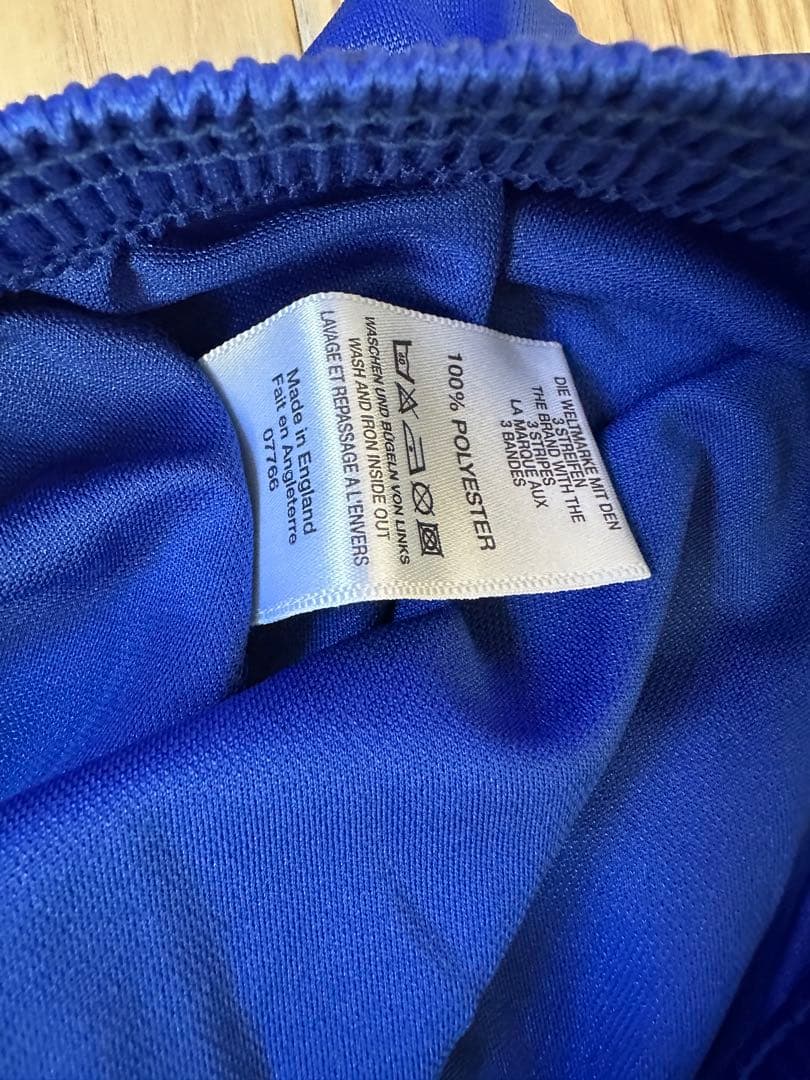 DIE WELTMARKE MIT DEN
3 STREIFEN
THE BRAND WITH THE
3 STRIPES
LA MARQUE AUX
3 BANDES
100% POLYESTER
40
WASCHEN UND BÜGELN VON LINKS
WASH AND IRON INSIDE OUT
LAVAGE ET REPASSAGE A L'ENVERS
Made in England
Fait en Angleterre
07766